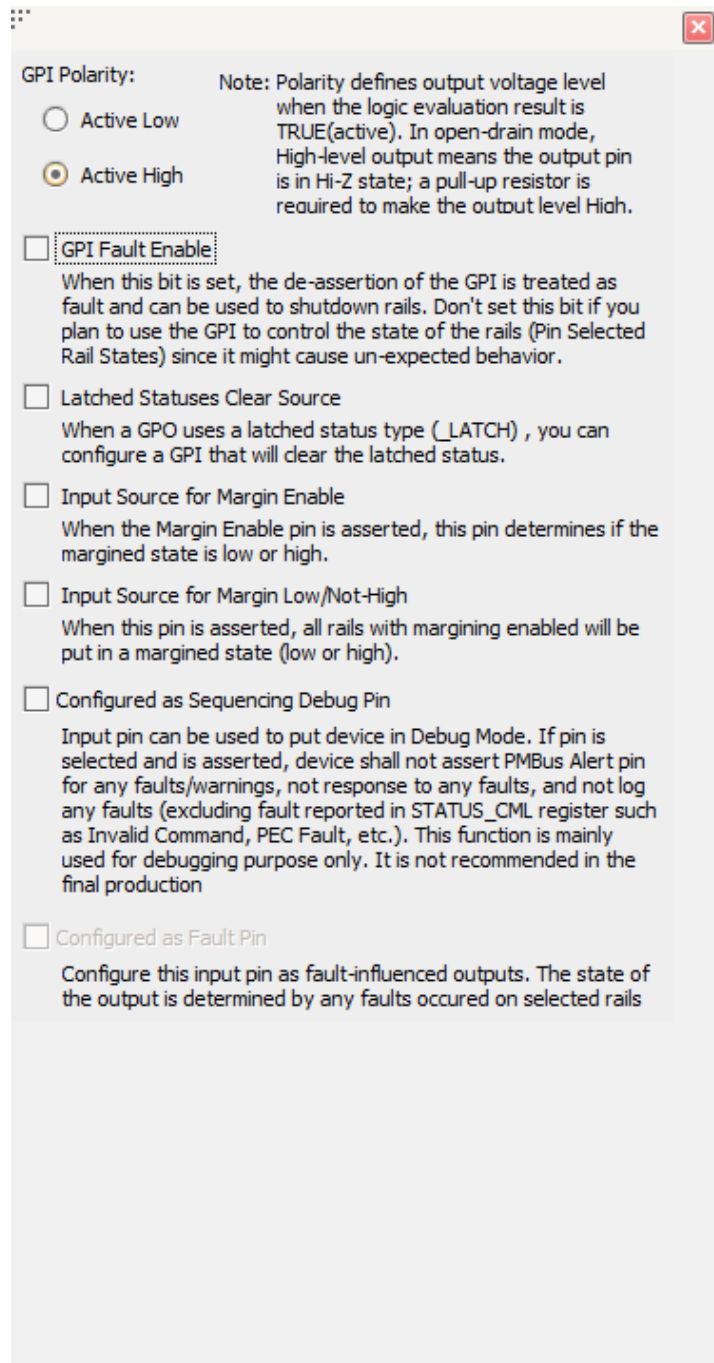 GPI Polarity:
Active Low
Active High
Note: Polarity defines output voltage level
when the logic evaluation result is
TRUE(active). In open-drain mode,
High-level output means the output pin
is in Hi-Z state; a pull-up resistor is
required to make the output level High.
GPI Fault Enable
When this bit is set, the de-assertion of the GPI is treated as
fault and can be used to shutdown rails. Don't set this bit if you
plan to use the GPI to control the state of the rails (Pin Selected
Rail States) since it might cause un-expected behavior.
Latched Statuses Clear Source
When a GPO uses a latched status type (_LATCH) , you can
configure a GPI that will clear the latched status.
Input Source for Margin Enable
When the Margin Enable pin is asserted, this pin determines if the
margined state is low or high.
Input Source for Margin Low/Not-High
When this pin is asserted, all rails with margining enabled will be
put in a margined state (low or high).
Configured as Sequencing Debug Pin
Input pin can be used to put device in Debug Mode. If pin is
selected and is asserted, device shall not assert PMBus Alert pin
for any faults/warnings, not response to any faults, and not log
any faults (excluding fault reported in STATUS_CML register such
as Invalid Command, PEC Fault, etc.). This function is mainly
used for debugging purpose only. It is not recommended in the
final production
Configured as Fault Pin
Configure this input pin as fault-influenced outputs. The state of
the output is determined by any faults occured on selected rails